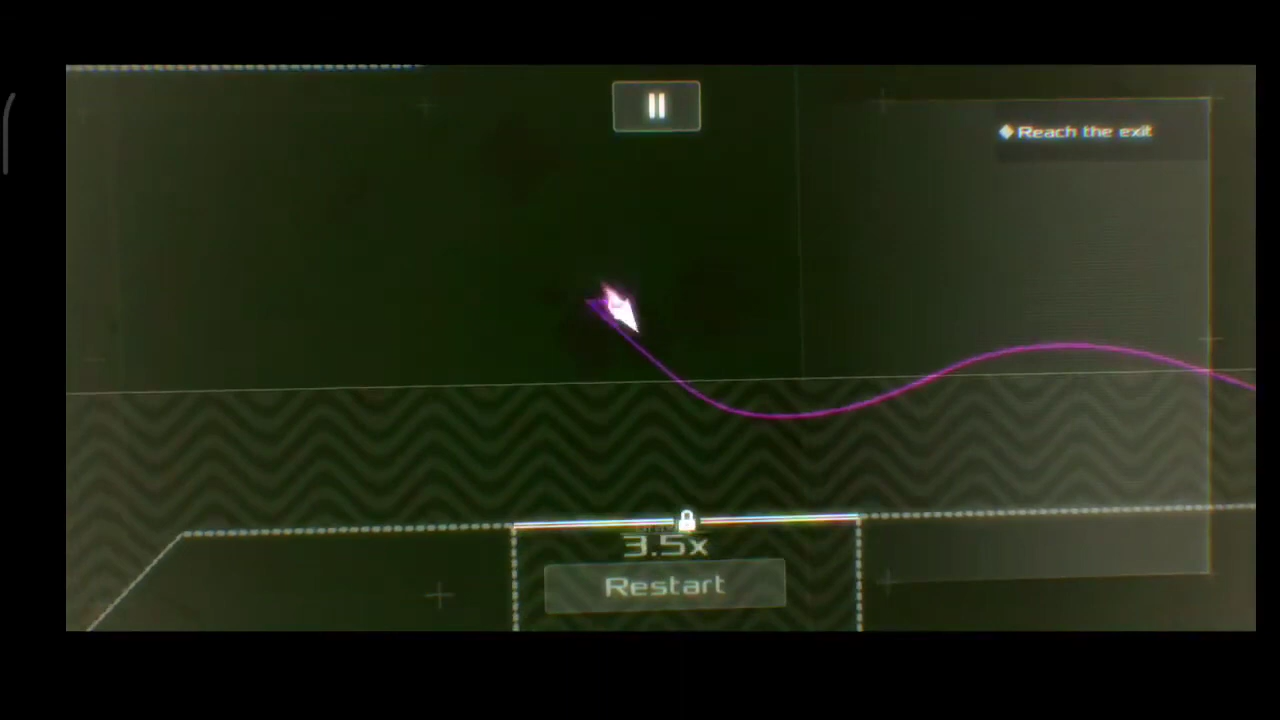 Reach the exit
3.5x
Restart